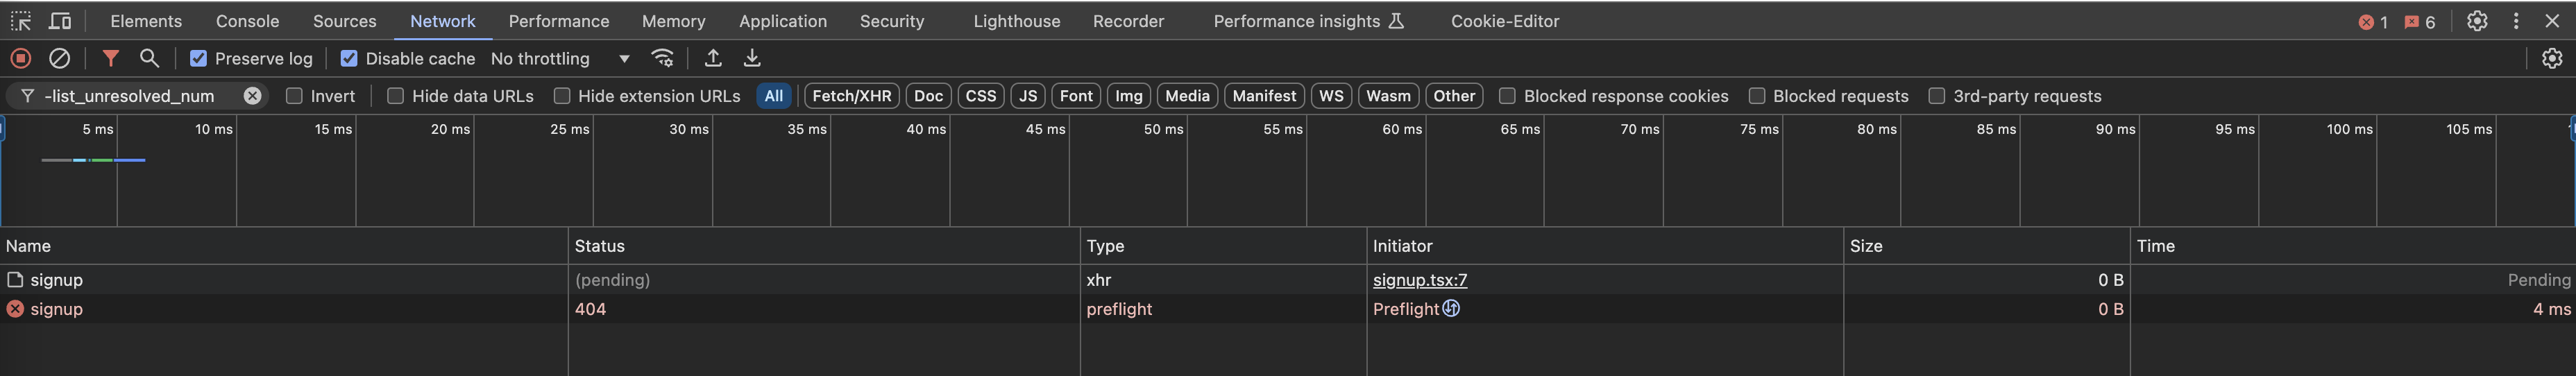 Elements Console Sources Network Performance Memory Application Security Lighthouse Recorder Performance insights Cookie-Editor 1 6
Preserve log Disable cache No throttling
-list_unresolved_num Invert Hide data URLs Hide extension URLs All Fetch/XHR Doc CSS JS Font Img Media Manifest WS Wasm Other Blocked response cookies Blocked requests 3rd-party requests
5 ms 10 ms 15 ms 20 ms 25 ms 30 ms 35 ms 40 ms 45 ms 50 ms 55 ms 60 ms 65 ms 70 ms 75 ms 80 ms 85 ms 90 ms 95 ms 100 ms 105 ms
Name Status Type Initiator Size Time
signup (pending) xhr signup.tsx:7 0 B Pending
signup 404 preflight Preflight 0 B 4 ms